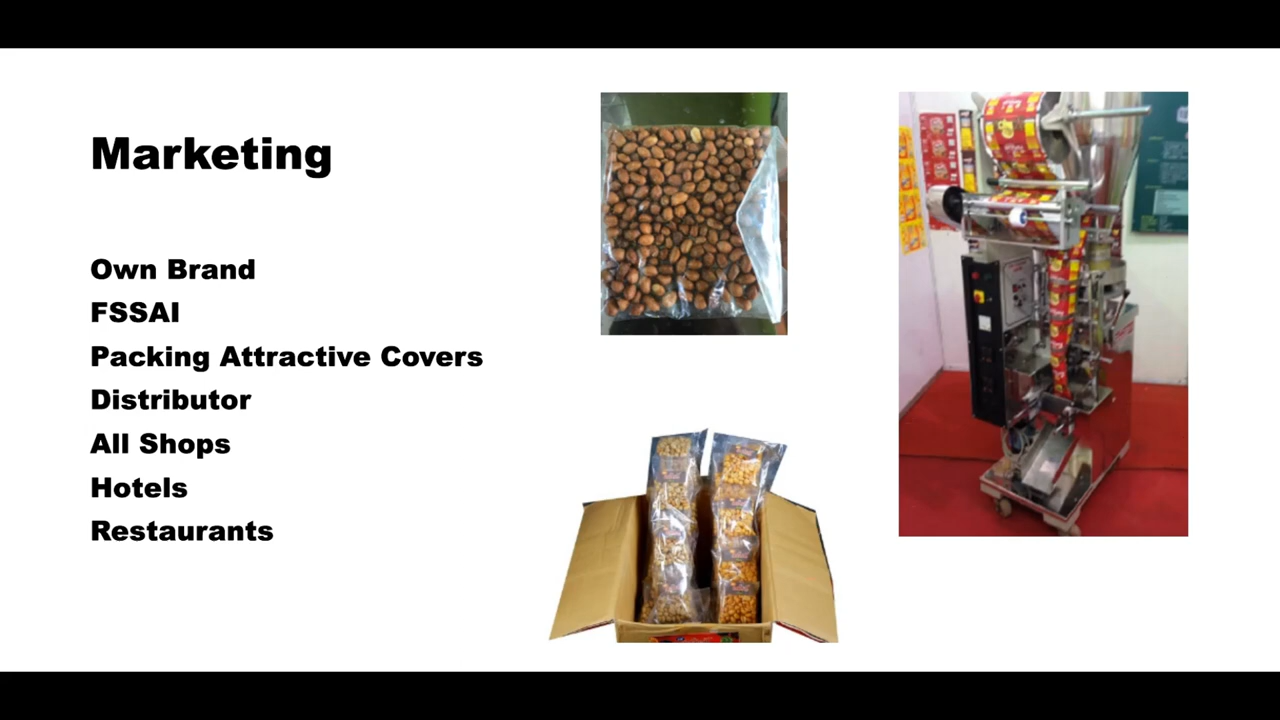 Marketing
Own Brand
FSSAI
Packing Attractive Covers
Distributor
All Shops
Hotels
Restaurants